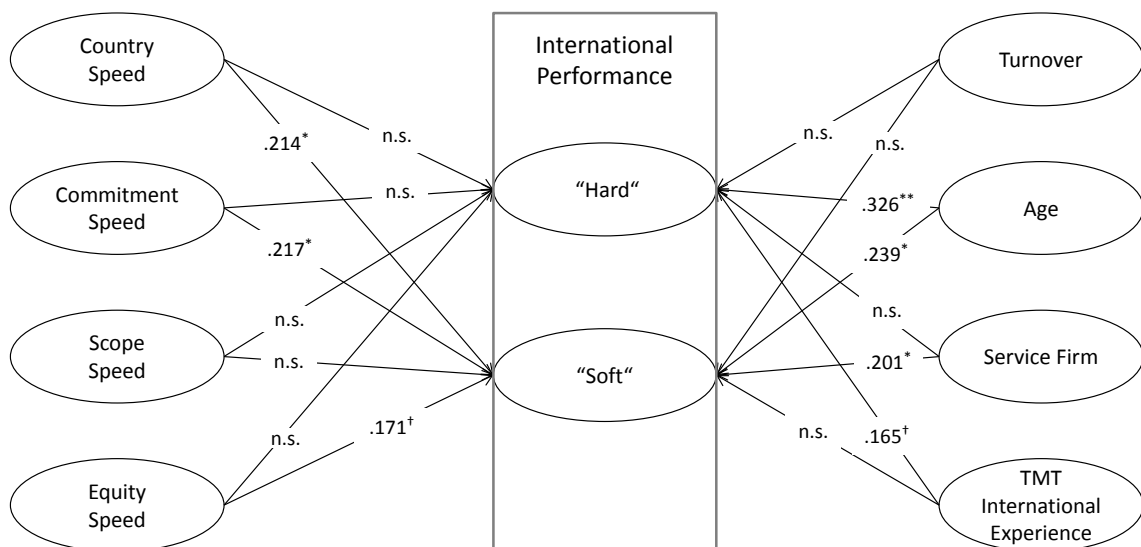 Country
Speed
International
Performance
Turnover
.214*
n.s.
n.s.
n.s.
Commitment
Speed
n.s.
"Hard"
.326**
Age
.217*
.239*
n.s.
n.s.
Scope
Speed
n.s.
"Soft"
.201*
Service Firm
n.s.
.171†
n.s.
.165†
Equity
Speed
TMT
International
Experience